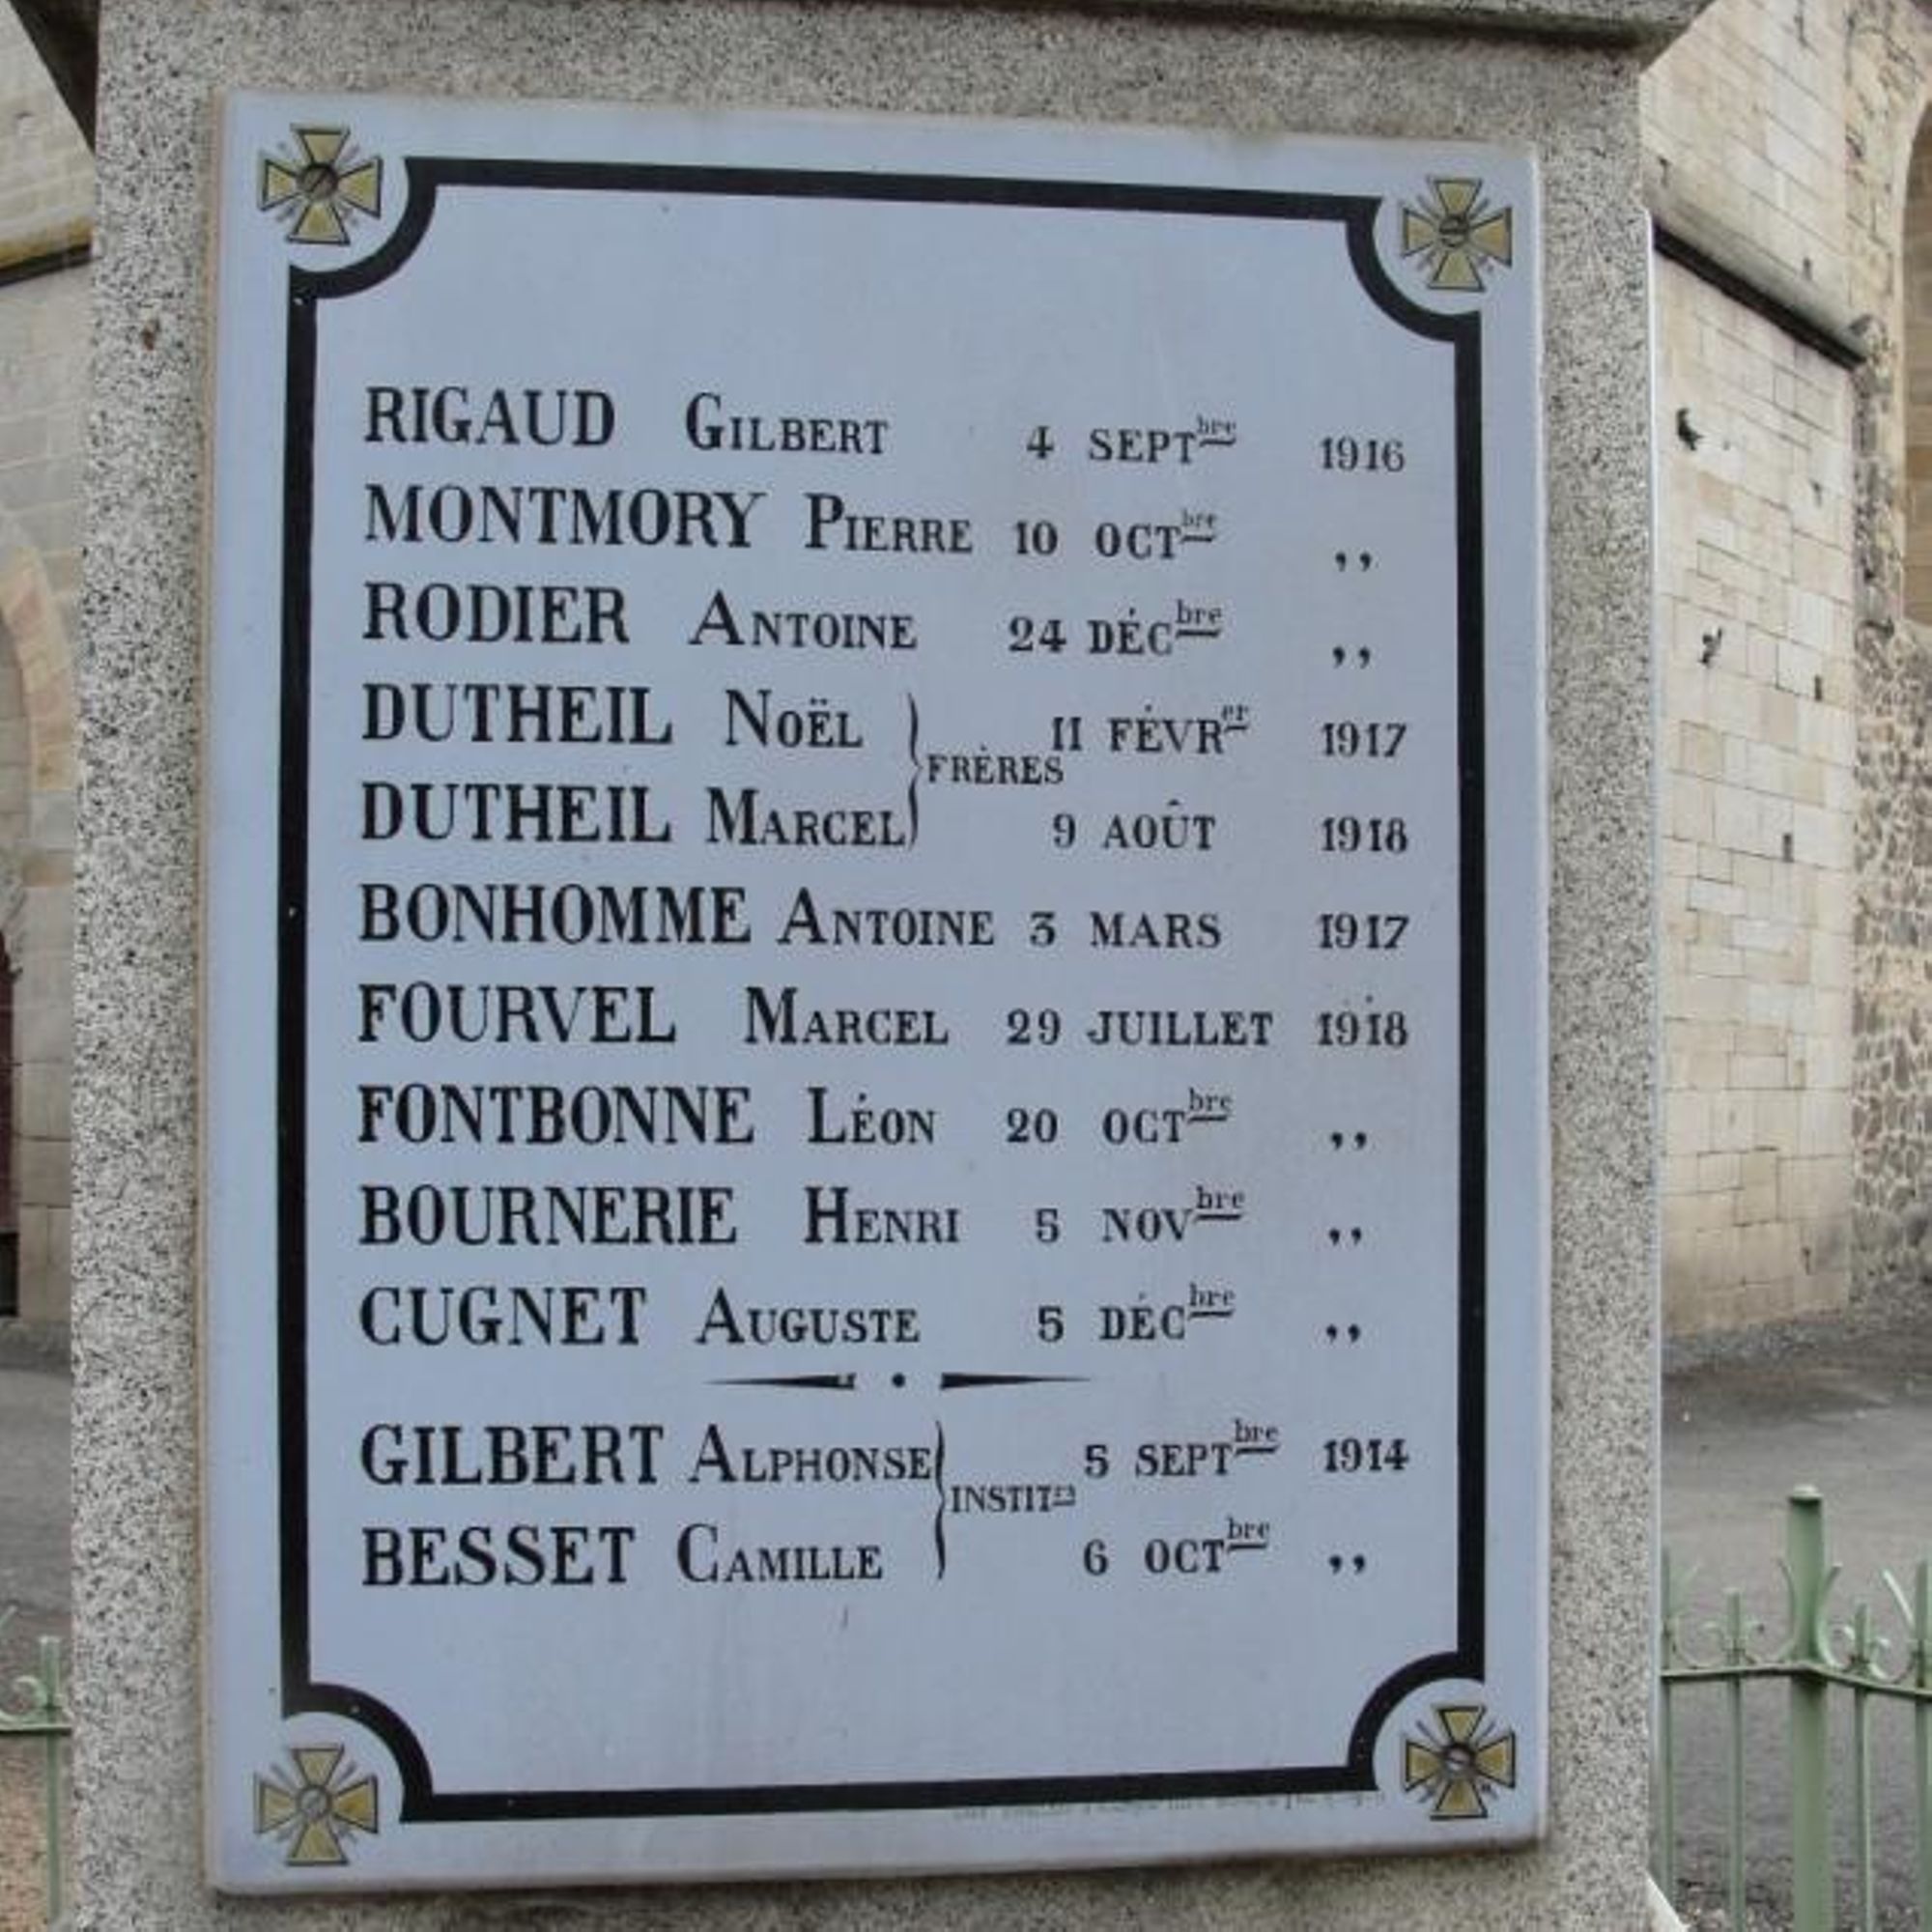 RIGAUD GILBERT 4 SEPTbre 1916
MONTMORY PIERRE 10 OCTbre ,,
RODIER ANTOINE 24 DÉCbre ,,
DUTHEIL NOËL 11 FÉVRer 1917
FRÈRES
DUTHEIL MARCEL 9 AOÛT 1918
BONHOMME ANTOINE 3 MARS 1917
FOURVEL MARCEL 29 JUILLET 1918
FONTBONNE LÉON 20 OCTbre ,,
BOURNERIE HENRI 5 NOVbre ,,
CUGNET AUGUSTE 5 DÉCbre ,,
GILBERT ALPHONSE 5 SEPTbre 1914
INSTITrs
BESSET CAMILLE 6 OCTbre ,,